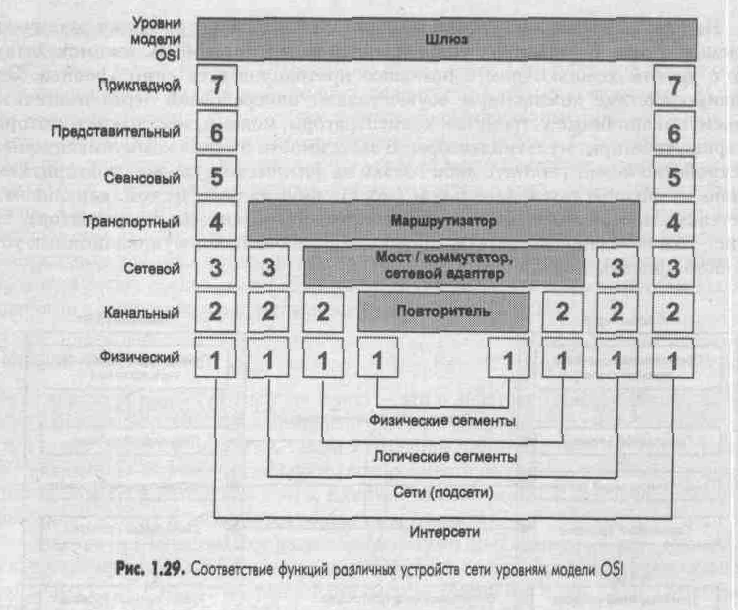 Уровни
модели
OSI
Шлюз
Прикладной 7 7
Представительный 6 6
Сеансовый 5 5
Транспортный 4 Маршрутизатор 4
Сетевой 3 3 Мост / коммутатор,
сетевой адаптер 3 3
Канальный 2 2 2 Повторитель 2 2 2
Физический 1 1 1 1 1 1 1 1
Физические сегменты
Логические сегменты
Сети (подсети)
Интерсети
Рис. 1.29. Соответствие функций различных устройств сети уровням модели OSI